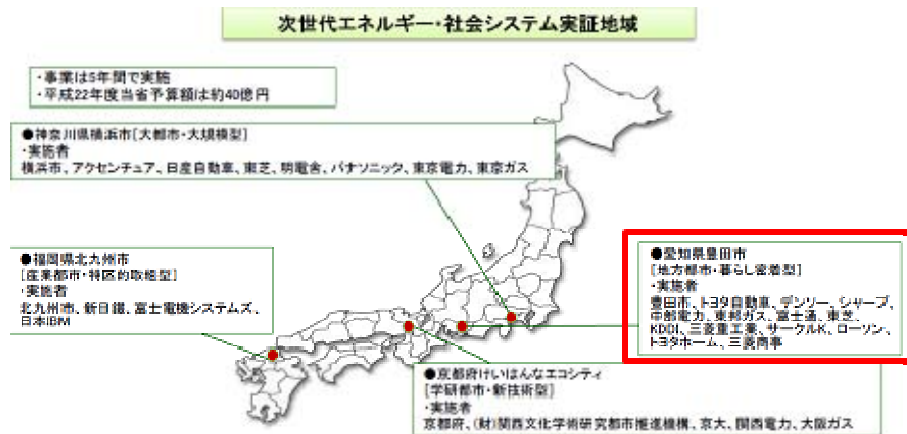 次世代エネルギー・社会システム実証地域
・事業は5年間で実施
・平成22年度当省予算額は約40億円
●神奈川県横浜市[大都市・大規模型]
・実施者
横浜市、アクセンチュア、日産自動車、東芝、明電舎、パナソニック、東京電力、東京ガス
●福岡県北九州市
[産業都市・特区的取組型]
・実施者
北九州市、新日鐵、富士電機システムズ、
日本IBM
●愛知県豊田市
[地方都市・暮らし密着型]
・実施者
豊田市、トヨタ自動車、デンソー、シャープ、
中部電力、東邦ガス、富士通、東芝、
KDDI、三菱重工業、サークルK、ローソン、
トヨタホーム、三菱商事
●京都府けいはんなエコシティ
[学研都市・新技術型]
・実施者
京都府、(財)関西文化学術研究都市推進機構、京大、関西電力、大阪ガス